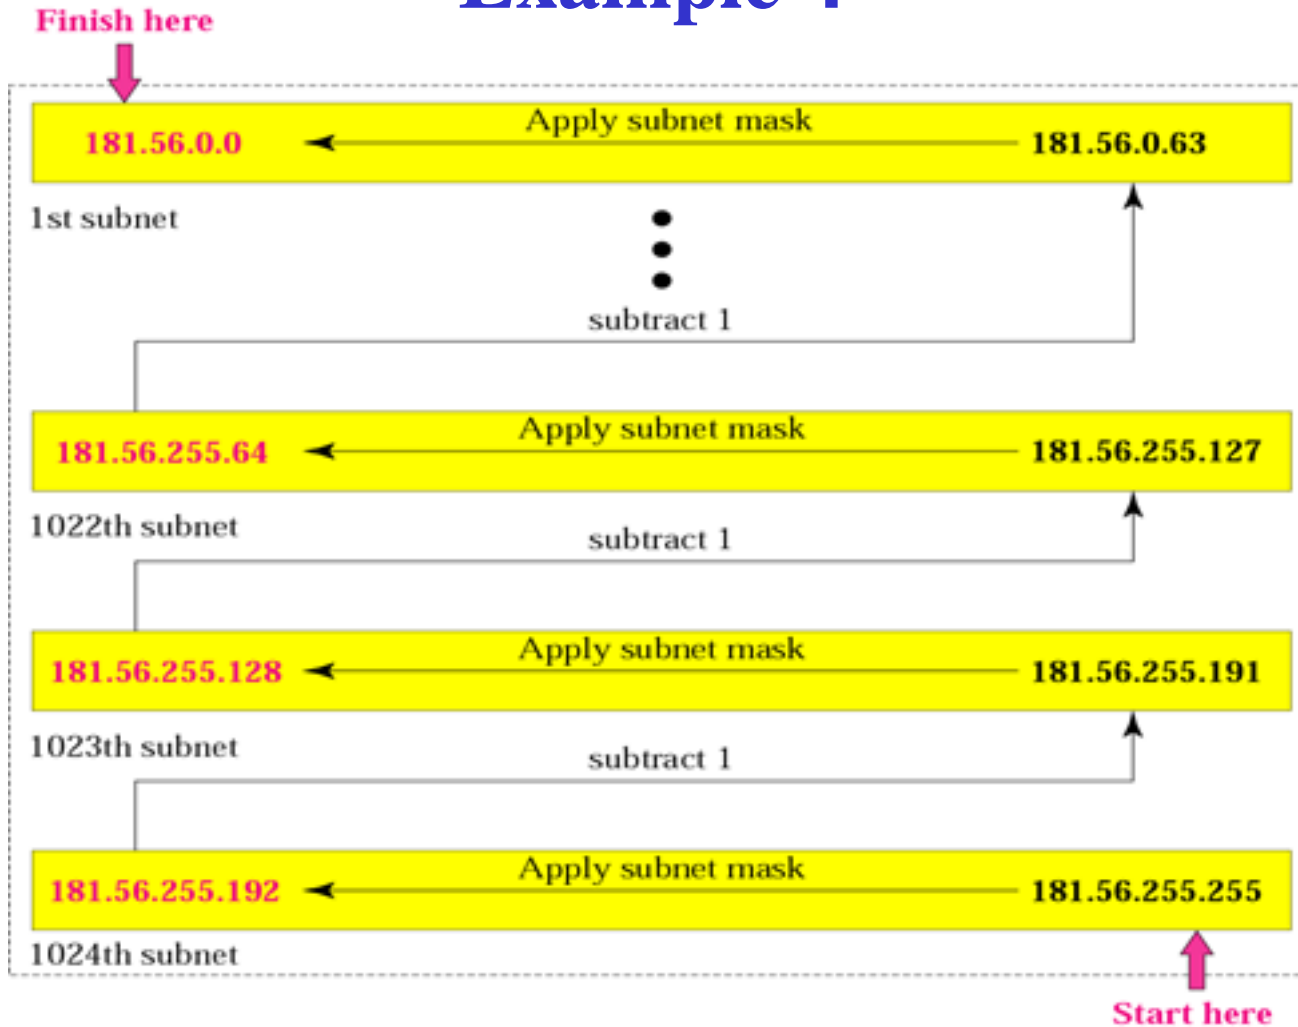 Example 4
Finish here
181.56.0.0
Apply subnet mask
181.56.0.63
1st subnet
subtract 1
181.56.255.64
Apply subnet mask
181.56.255.127
1022th subnet
subtract 1
181.56.255.128
Apply subnet mask
181.56.255.191
1023th subnet
subtract 1
181.56.255.192
Apply subnet mask
181.56.255.255
1024th subnet
Start here